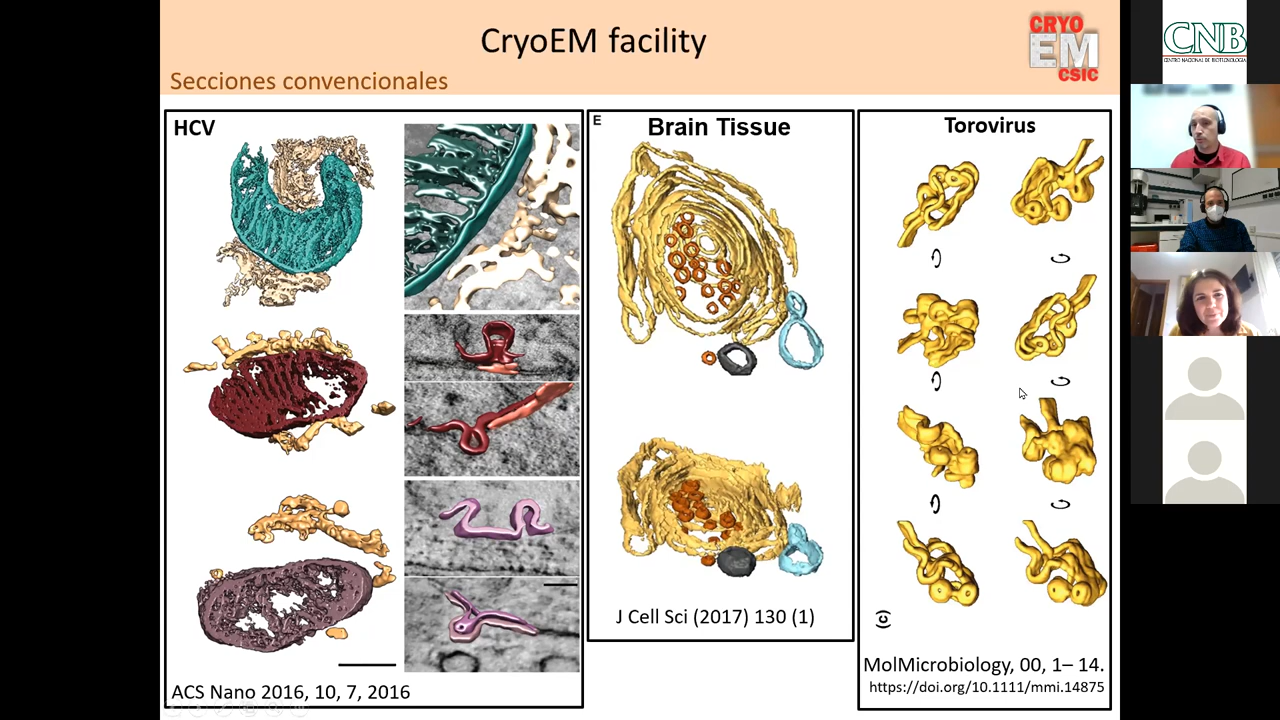 CryoEM facility
Secciones convencionales
CRYO
EM
CSIC
CNB
CENTRO NACIONAL DE BIOTECNOLOGIA
HCV
E
Brain Tissue
Torovirus
J Cell Sci (2017) 130 (1)
MolMicrobiology, 00, 1– 14.
https://doi.org/10.1111/mmi.14875
ACS Nano 2016, 10, 7, 2016